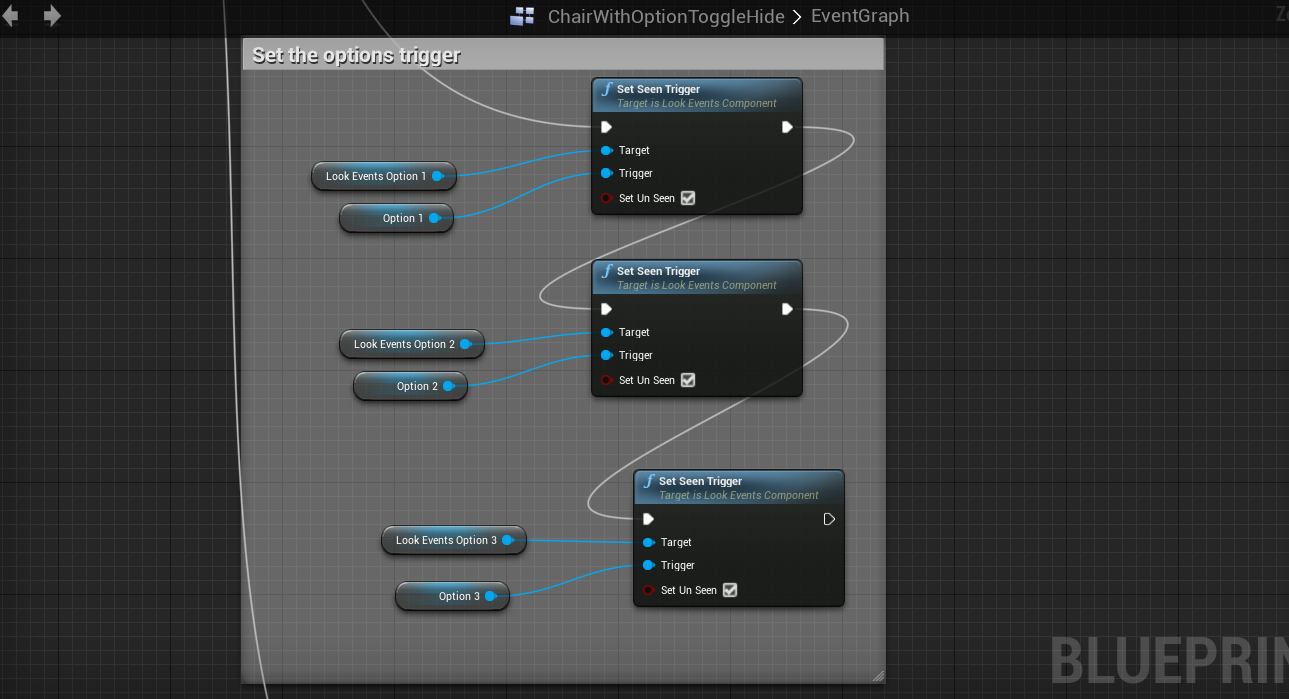 ChairWithOptionToggleHide > EventGraph
Set the options trigger
Set Seen Trigger
Target is Look Events Component
Target
Trigger
Set Un Seen
Look Events Option 1
Option 1
Set Seen Trigger
Target is Look Events Component
Target
Trigger
Set Un Seen
Look Events Option 2
Option 2
Set Seen Trigger
Target is Look Events Component
Target
Trigger
Set Un Seen
Look Events Option 3
Option 3